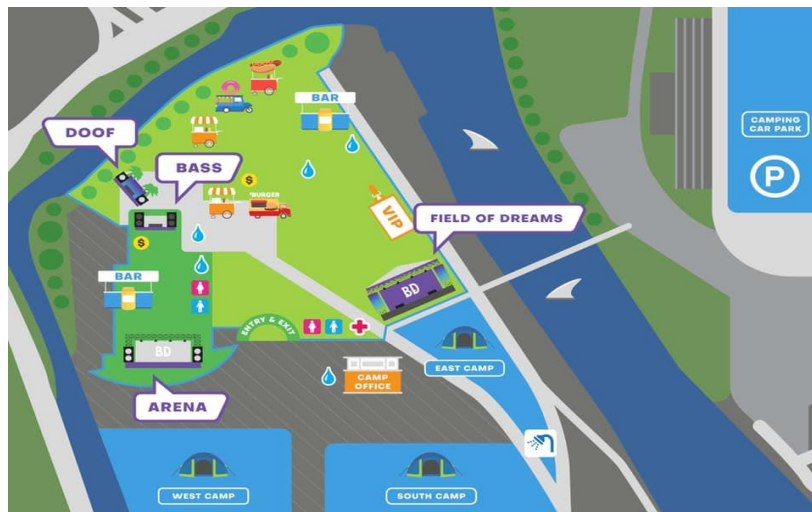 BAR
CAMPING
CAR PARK
P
DOOF
BASS
$
BURGER
VIP
FIELD OF DREAMS
$
BAR
BD
ENTRY & EXIT
BD
EAST CAMP
CAMP
OFFICE
ARENA
WEST CAMP
SOUTH CAMP